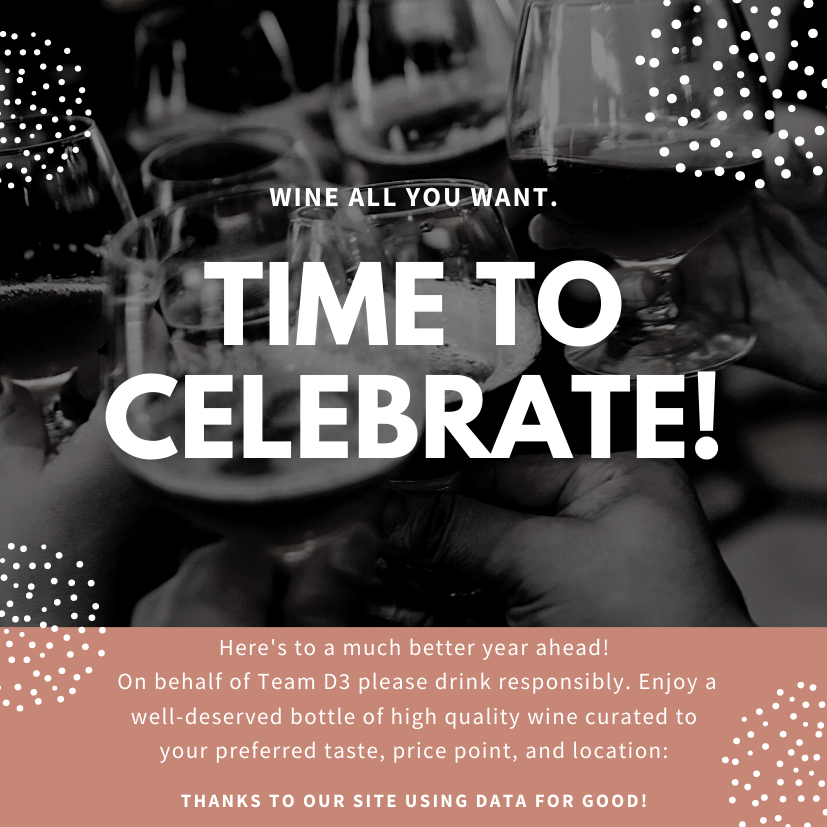 WINE ALL YOU WANT.
TIME TO
CELEBRATE!
Here's to a much better year ahead!
On behalf of Team D3 please drink responsibly. Enjoy a
well-deserved bottle of high quality wine curated to
your preferred taste, price point, and location:
THANKS TO OUR SITE USING DATA FOR GOOD!